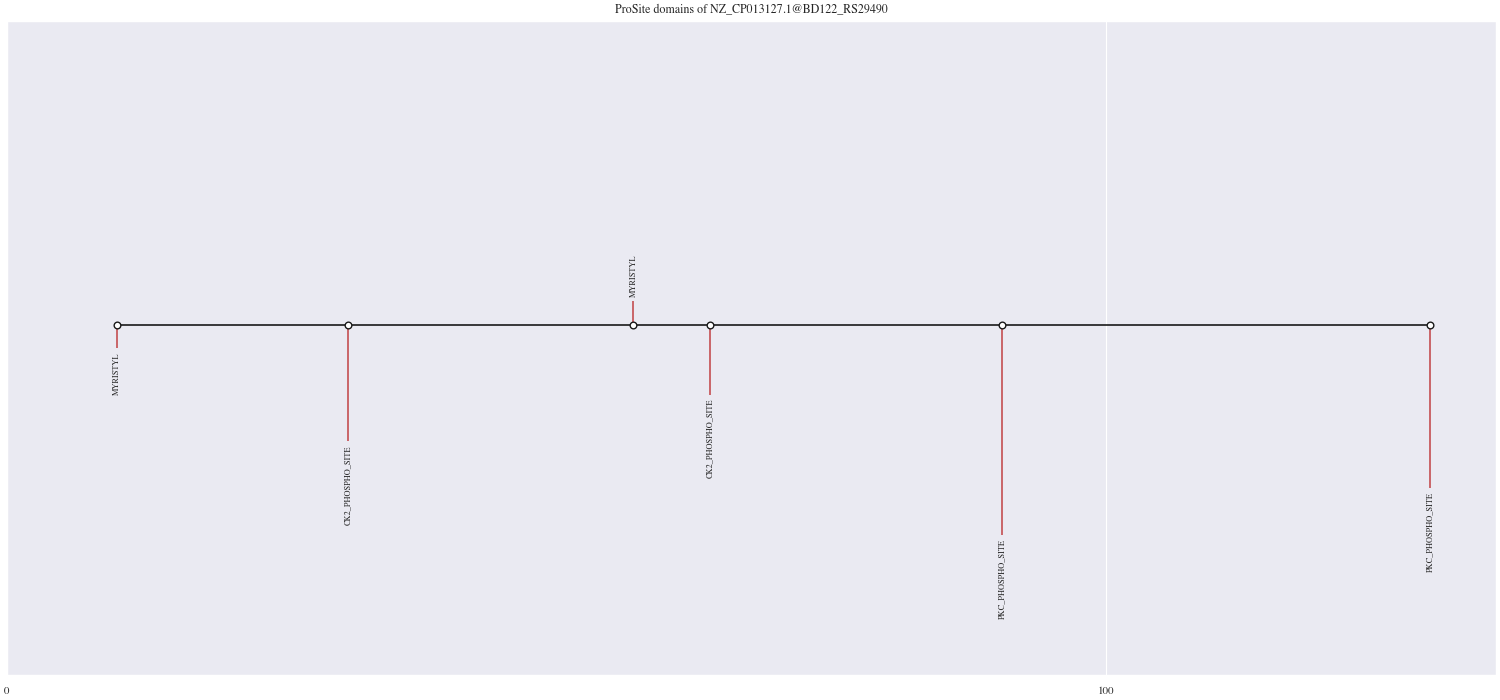 ProSite domains of NZ_CP013127.1@BD122_RS29490
MYRISTYL
MYRISTYL
CK2_PHOSPHO_SITE
CK2_PHOSPHO_SITE
PKC_PHOSPHO_SITE
PKC_PHOSPHO_SITE
0
100